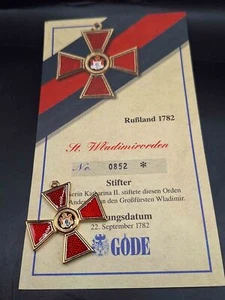 Rußland 1782
St. Wladimirorden
No. 0852 *
Stifter
Katharina II. stiftete diesen Orden
den Großfürsten Wladimir.
22. September 1782
GÖDE